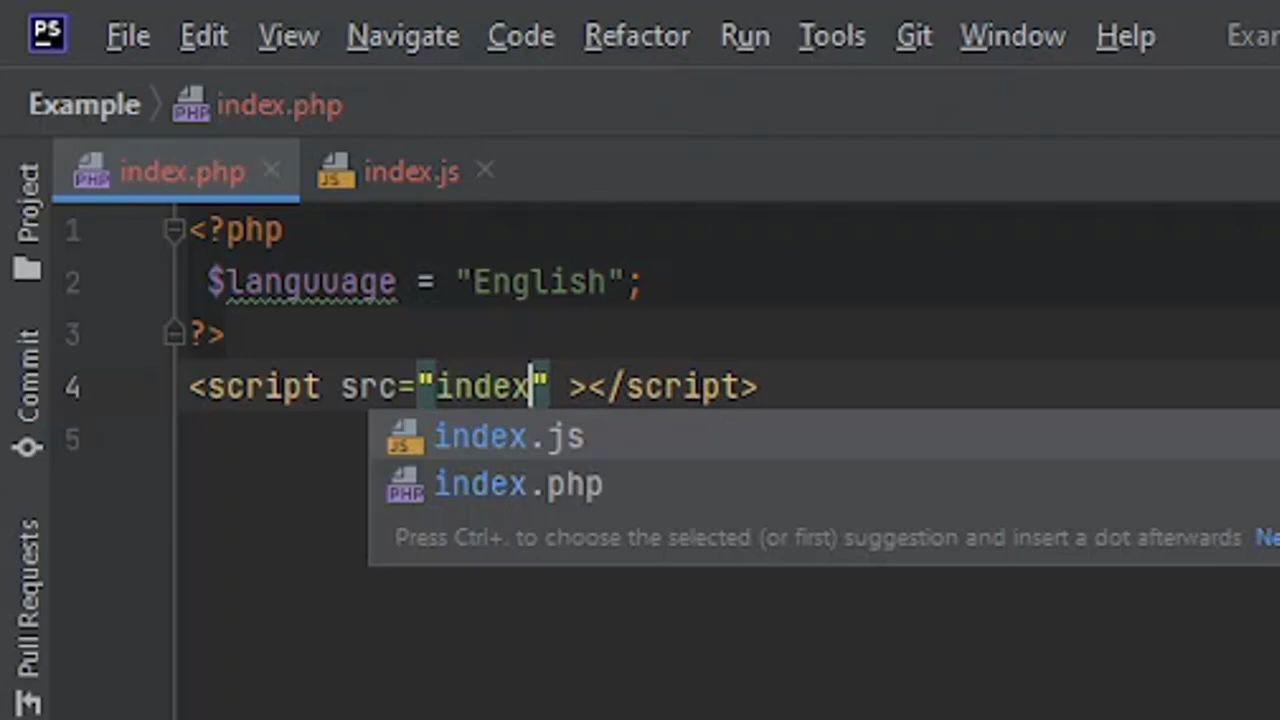 PS File Edit View Navigate Code Refactor Run Tools Git Window Help
Example index.php
index.php index.js
Project
Commit
Pull Requests
1 <?php
2 $languuage = "English";
3 ?>
4 <script src="index" ></script>
5
index.js
index.php
Press Ctrl+. to choose the selected (or first) suggestion and insert a dot afterwards